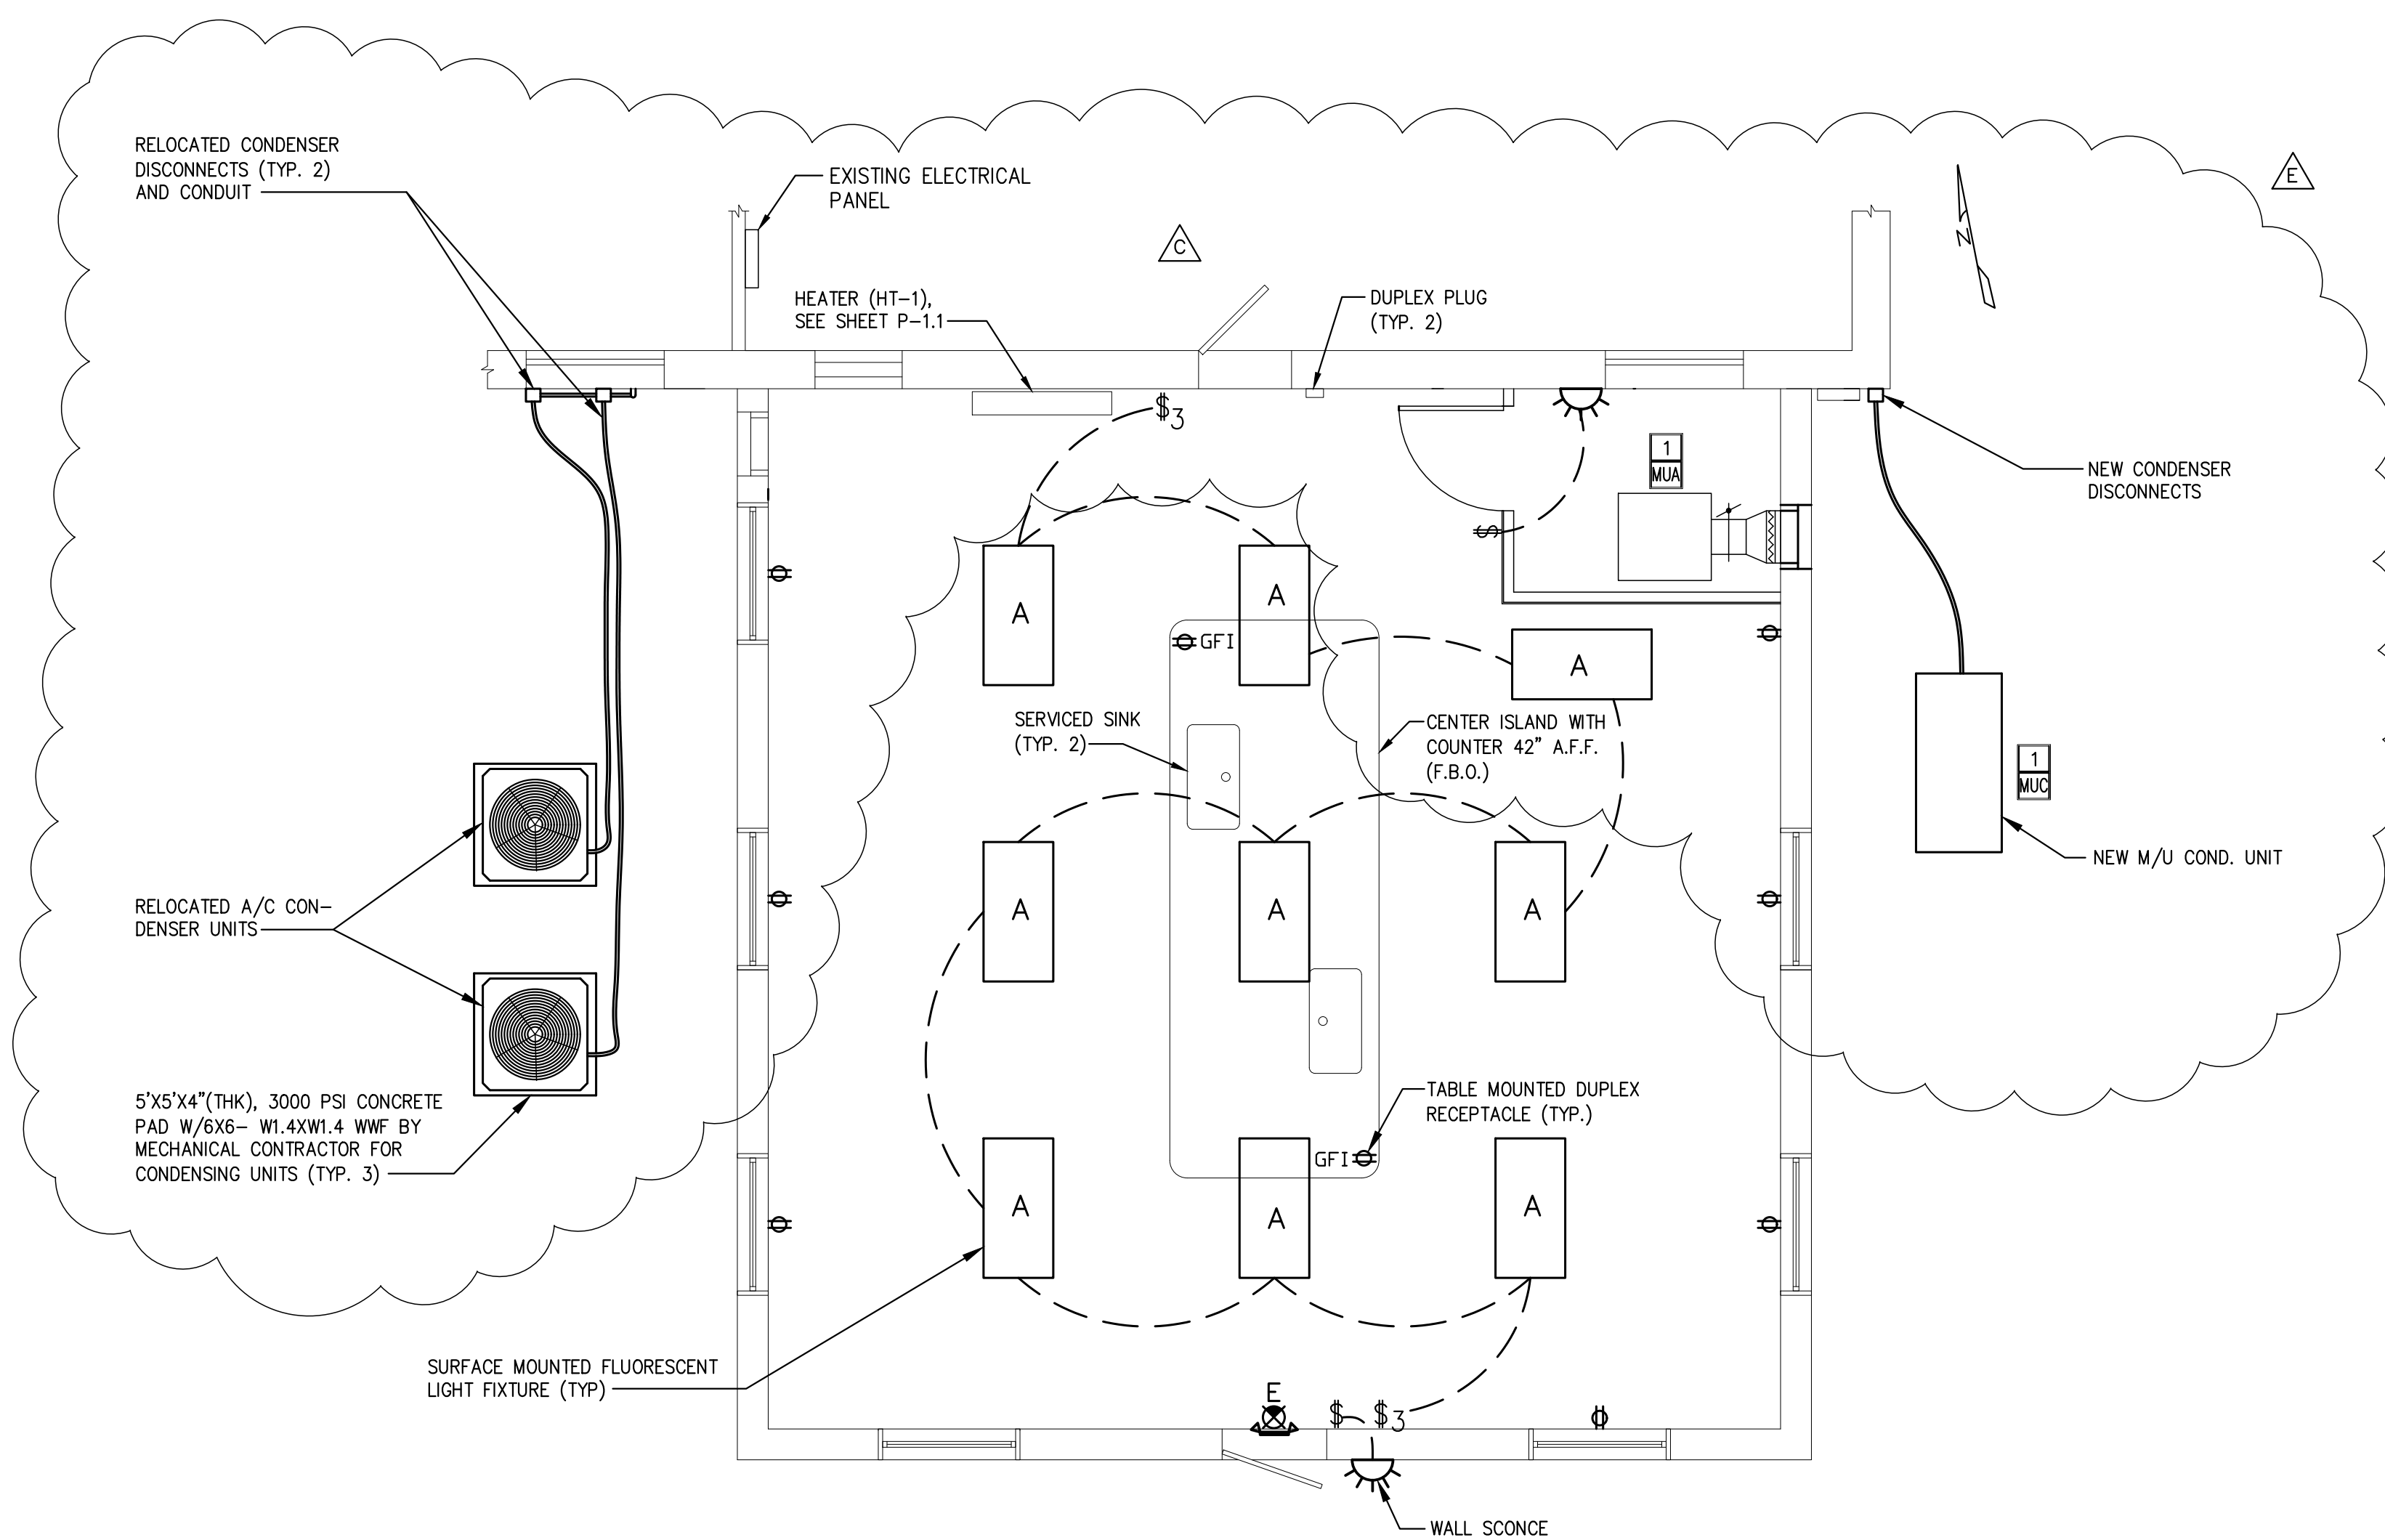 RELOCATED CONDENSER
DISCONNECTS (TYP. 2)
AND CONDUIT
EXISTING ELECTRICAL
PANEL
C
E
N
HEATER (HT-1),
SEE SHEET P-1.1
DUPLEX PLUG
(TYP. 2)
$3
1
MUA
$
NEW CONDENSER
DISCONNECTS
A
A
GFI
A
SERVICED SINK
(TYP. 2)
CENTER ISLAND WITH
COUNTER 42" A.F.F.
(F.B.O.)
1
MUC
NEW M/U COND. UNIT
RELOCATED A/C CON-
DENSER UNITS
A
A
A
5'X5'X4"(THK), 3000 PSI CONCRETE
PAD W/6X6- W1.4XW1.4 WWF BY
MECHANICAL CONTRACTOR FOR
CONDENSING UNITS (TYP. 3)
TABLE MOUNTED DUPLEX
RECEPTACLE (TYP.)
GFI
A
A
A
SURFACE MOUNTED FLUORESCENT
LIGHT FIXTURE (TYP)
E
$ $3
WALL SCONCE